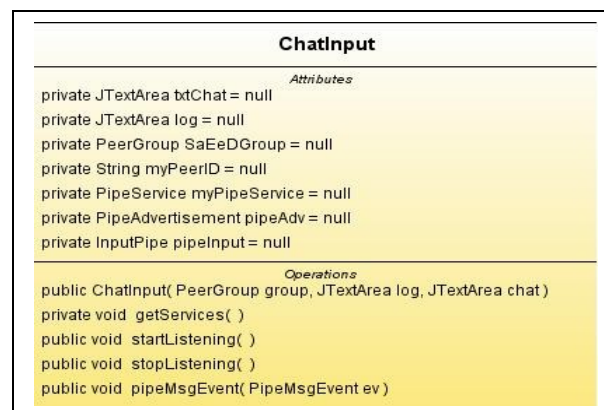 ChatInput
Attributes
private JTextArea txtChat = null
private JTextArea log = null
private PeerGroup SaEeDGroup = null
private String myPeerID = null
private PipeService myPipeService = null
private PipeAdvertisement pipeAdv = null
private InputPipe pipeInput = null
Operations
public ChatInput( PeerGroup group, JTextArea log, JTextArea chat )
private void getServices( )
public void startListening( )
public void stopListening( )
public void pipeMsgEvent( PipeMsgEvent ev )